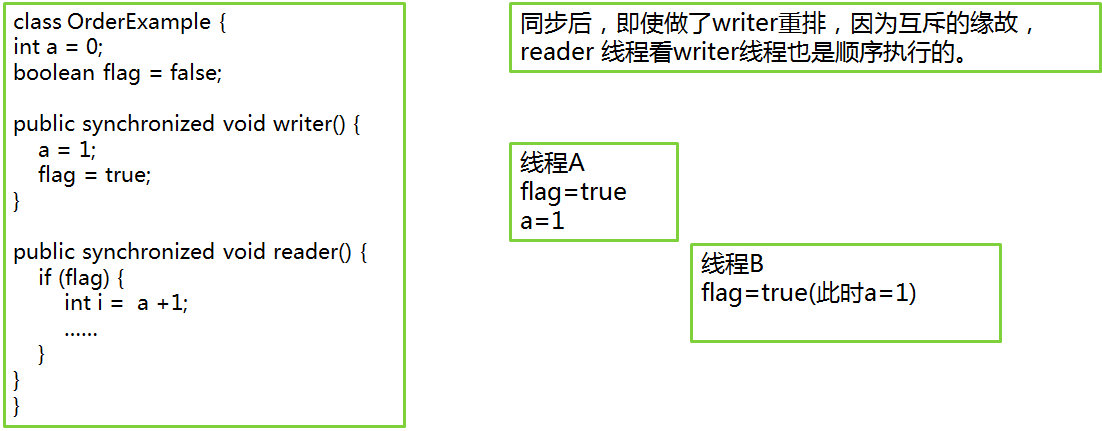 class OrderExample {
int a = 0;
boolean flag = false;
public synchronized void writer() {
a = 1;
flag = true;
}
public synchronized void reader() {
if (flag) {
int i =  a +1;
……
}
}
}
同步后，即使做了writer重排，因为互斥的缘故，
reader 线程看writer线程也是顺序执行的。
线程A
flag=true
a=1
线程B
flag=true(此时a=1)